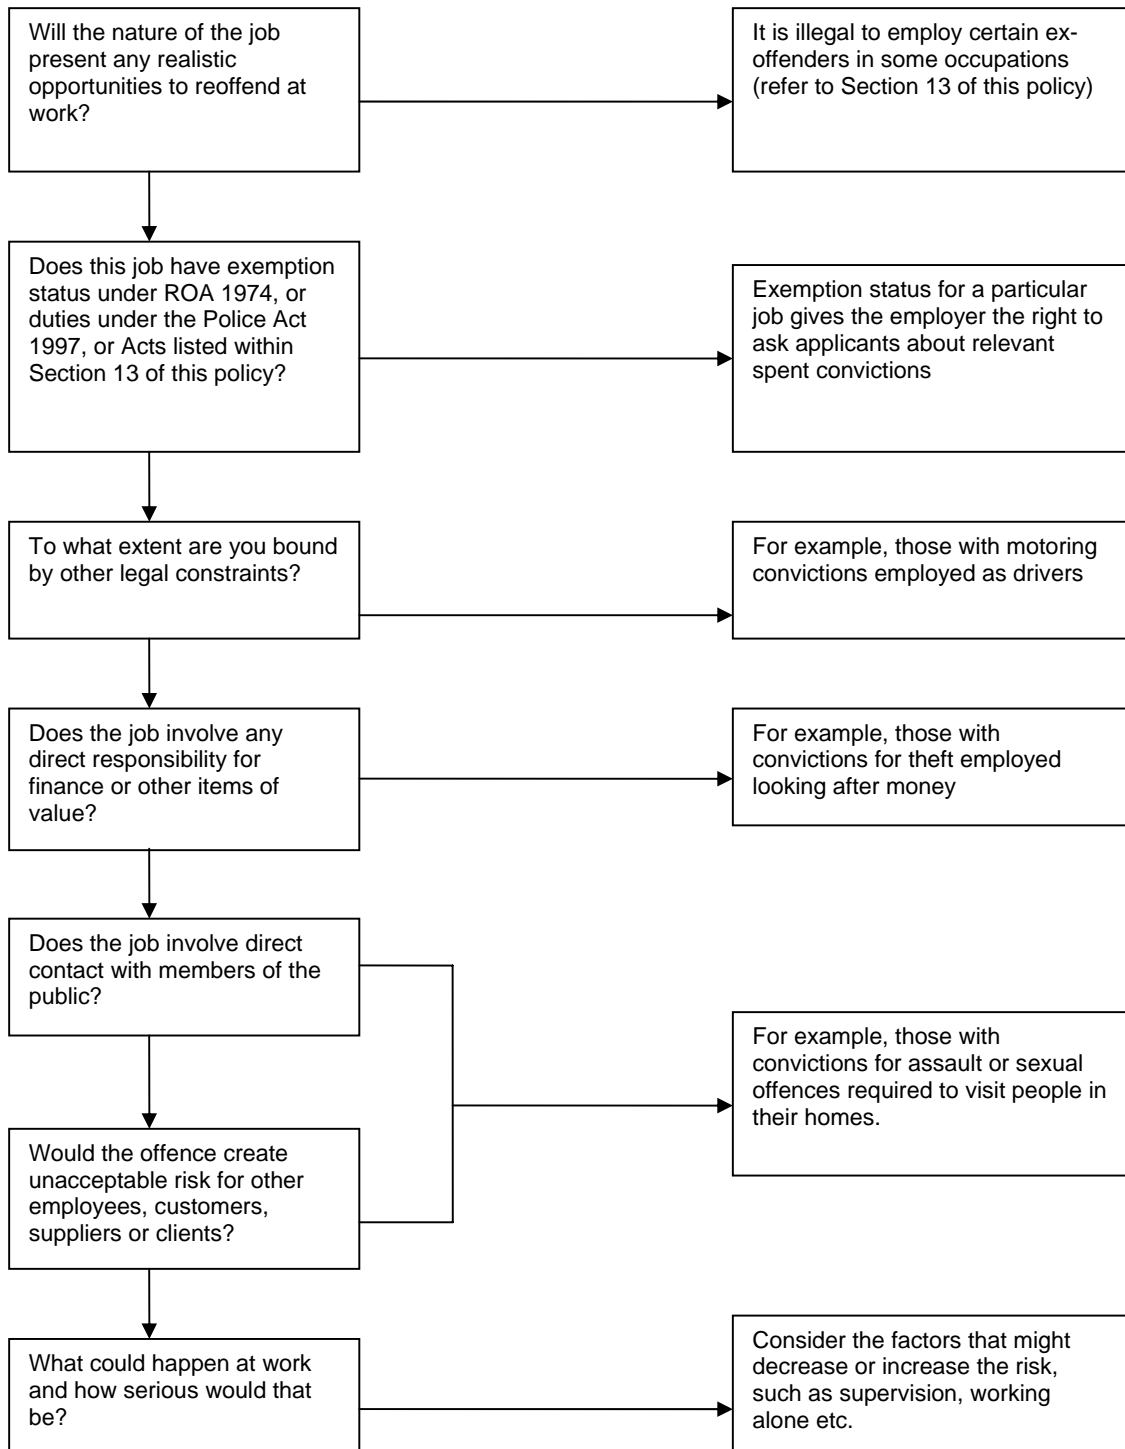 Will the nature of the job
present any realistic
opportunities to reoffend at
work?
It is illegal to employ certain ex-
offenders in some occupations
(refer to Section 13 of this policy)
Does this job have exemption
status under ROA 1974, or
duties under the Police Act
1997, or Acts listed within
Section 13 of this policy?
Exemption status for a particular
job gives the employer the right to
ask applicants about relevant
spent convictions
To what extent are you bound
by other legal constraints?
For example, those with motoring
convictions employed as drivers
Does the job involve any
direct responsibility for
finance or other items of
value?
For example, those with
convictions for theft employed
looking after money
Does the job involve direct
contact with members of the
public?
For example, those with
convictions for assault or sexual
offences required to visit people in
their homes.
Would the offence create
unacceptable risk for other
employees, customers,
suppliers or clients?
What could happen at work
and how serious would that
be?
Consider the factors that might
decrease or increase the risk,
such as supervision, working
alone etc.